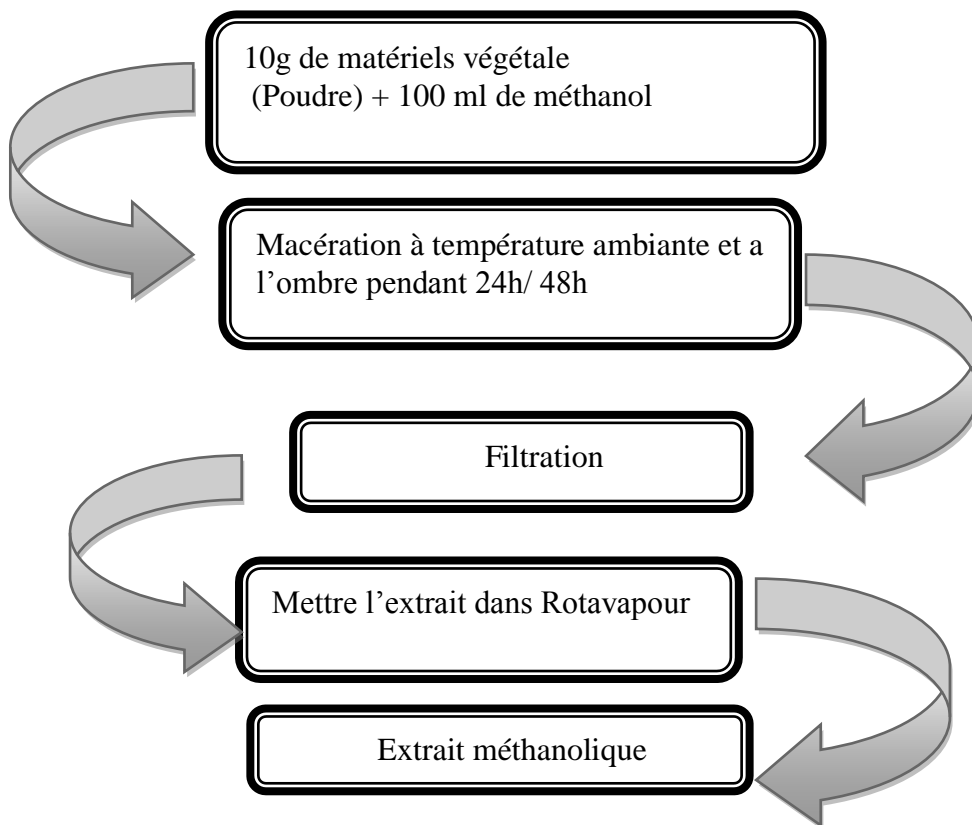 10g de matériels végétale
(Poudre) + 100 ml de méthanol
Macération à température ambiante et a
l’ombre pendant 24h/ 48h
Filtration
Mettre l’extrait dans Rotavapour
Extrait méthanolique